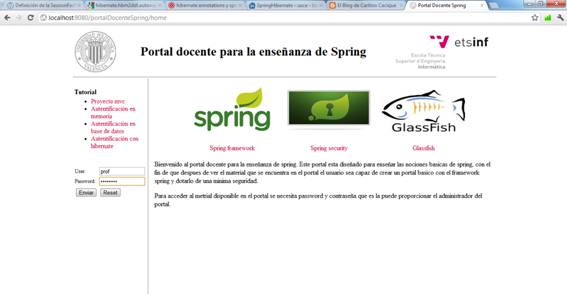 Definición de la SessionFac
hibernate.hbm2ddl.auto
hibernate annotations y sp
El Blog de Carlitox Cacique
Portal Docente Spring
localhost:8080/portalDocenteSpring/home
Portal docente para la enseñanza de Spring
etsinf
Escola Tècnica
Superior d'Enginyeria
Informàtica
Tutorial
Proyecto mvc
Autentificación en
memoria
Autentificación en
base de datos
Autentificación con
hibernate
spring
GlassFish
Spring framework
Spring security
Glassfish
Bienvenido al portal docente para la enseñanza de spring. Este portal esta diseñado para enseñar las nociones basicas de spring, con el
fin de que despues de ver el material que se encuentra en el portal el usuario sea capaz de crear un portal basico con el framework
spring y dotarlo de una minima seguridad.
User:
prof
Password:
Enviar
Reset
Para acceder al metrial disponible en el portal se necesita password y contraseña que es la puede proporcionar el administrador del
portal.